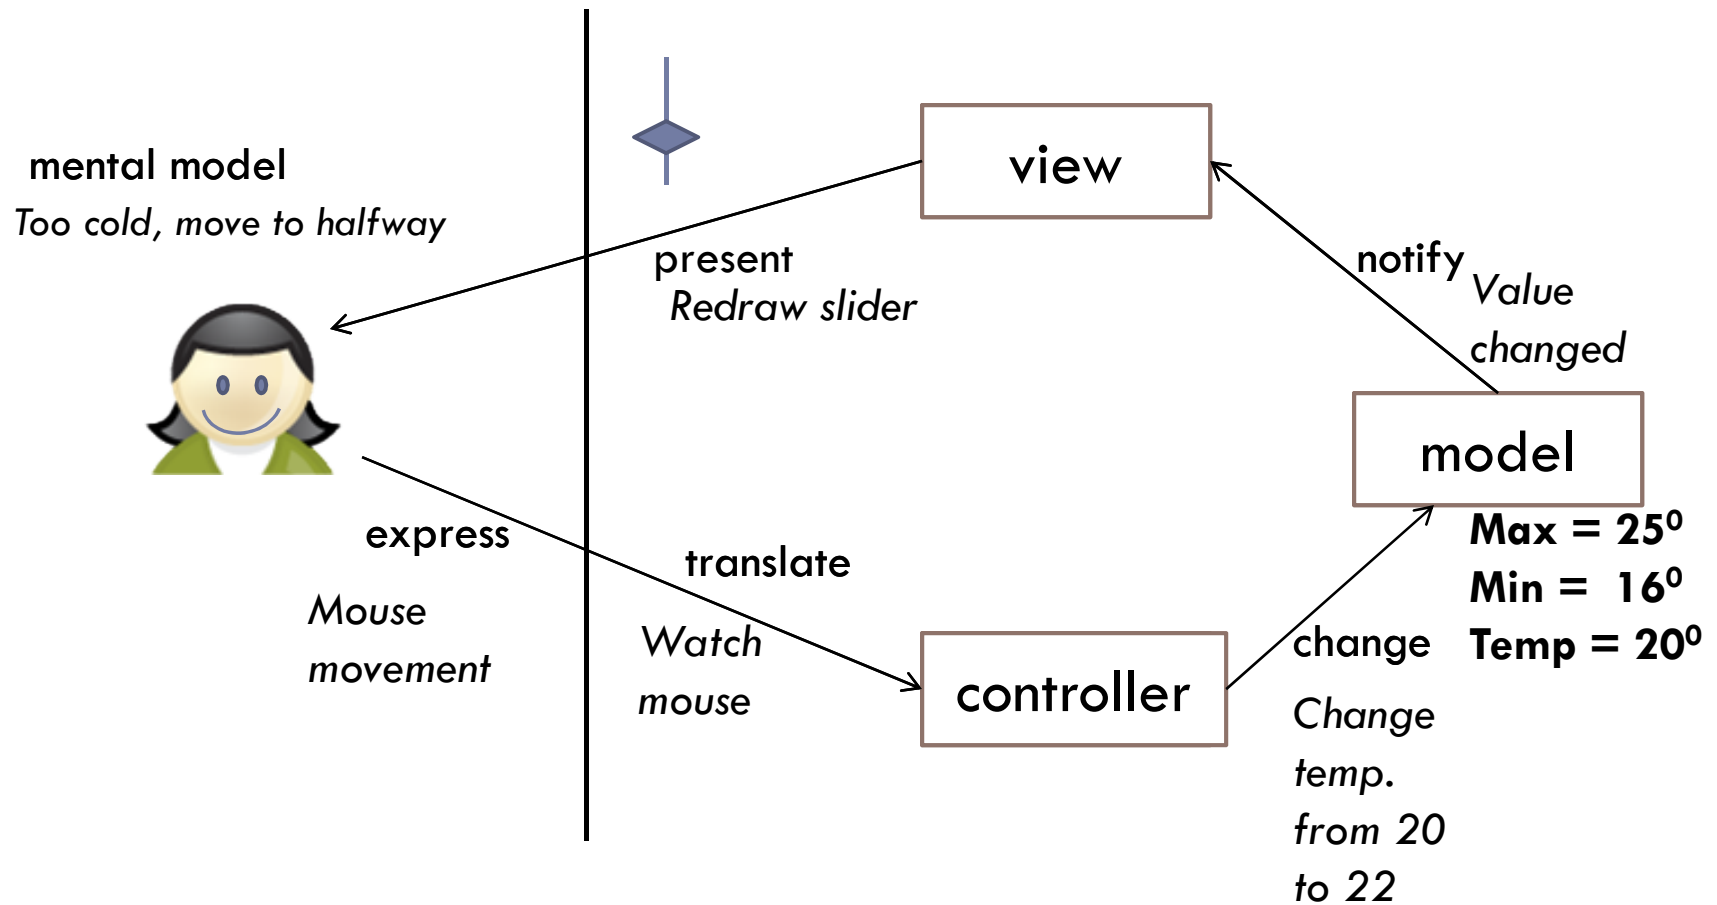 mental model
Too cold, move to halfway
view
present
Redraw slider
notify
Value
changed
model
Max = 25⁰
Min = 16⁰
Temp = 20⁰
express
Mouse
movement
translate
Watch
mouse
controller
change
Change
temp.
from 20
to 22